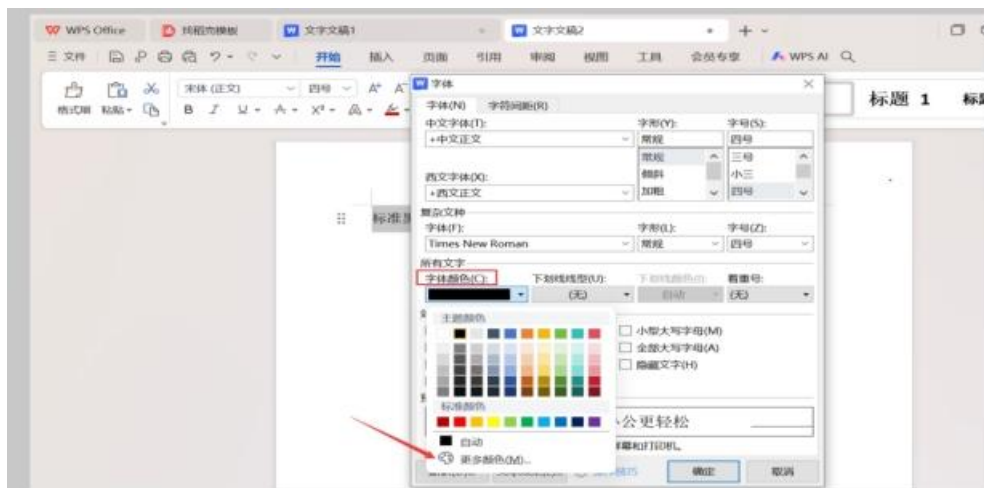 WPS Office 找稻壳模板 文字文稿1 文字文稿2
文件 开始 插入 页面 引用 审阅 视图 工具 会员专享 WPS AI
格式刷 粘贴 宋体 (正文) 四号 A+ A-
B I U A X² A 标题 1
字体
字体(N) 字符间距(R)
中文字体(T): 字形(Y): 字号(S):
+中文正文 常规 四号
常规 三号
倾斜 小三
西文字体(X):
+西文正文 加粗 四号
复杂文种
字体(F): 字形(L): 字号(Z):
Times New Roman 常规 四号
所有文字
字体颜色(C): 下划线线型(U): 下划线颜色(I): 着重号:
(无) 自动 (无)
主题颜色
小型大写字母(M)
全部大写字母(A)
隐藏文字(H)
标准颜色
公更轻松
自动
更多颜色(M)...
确定 取消
标准